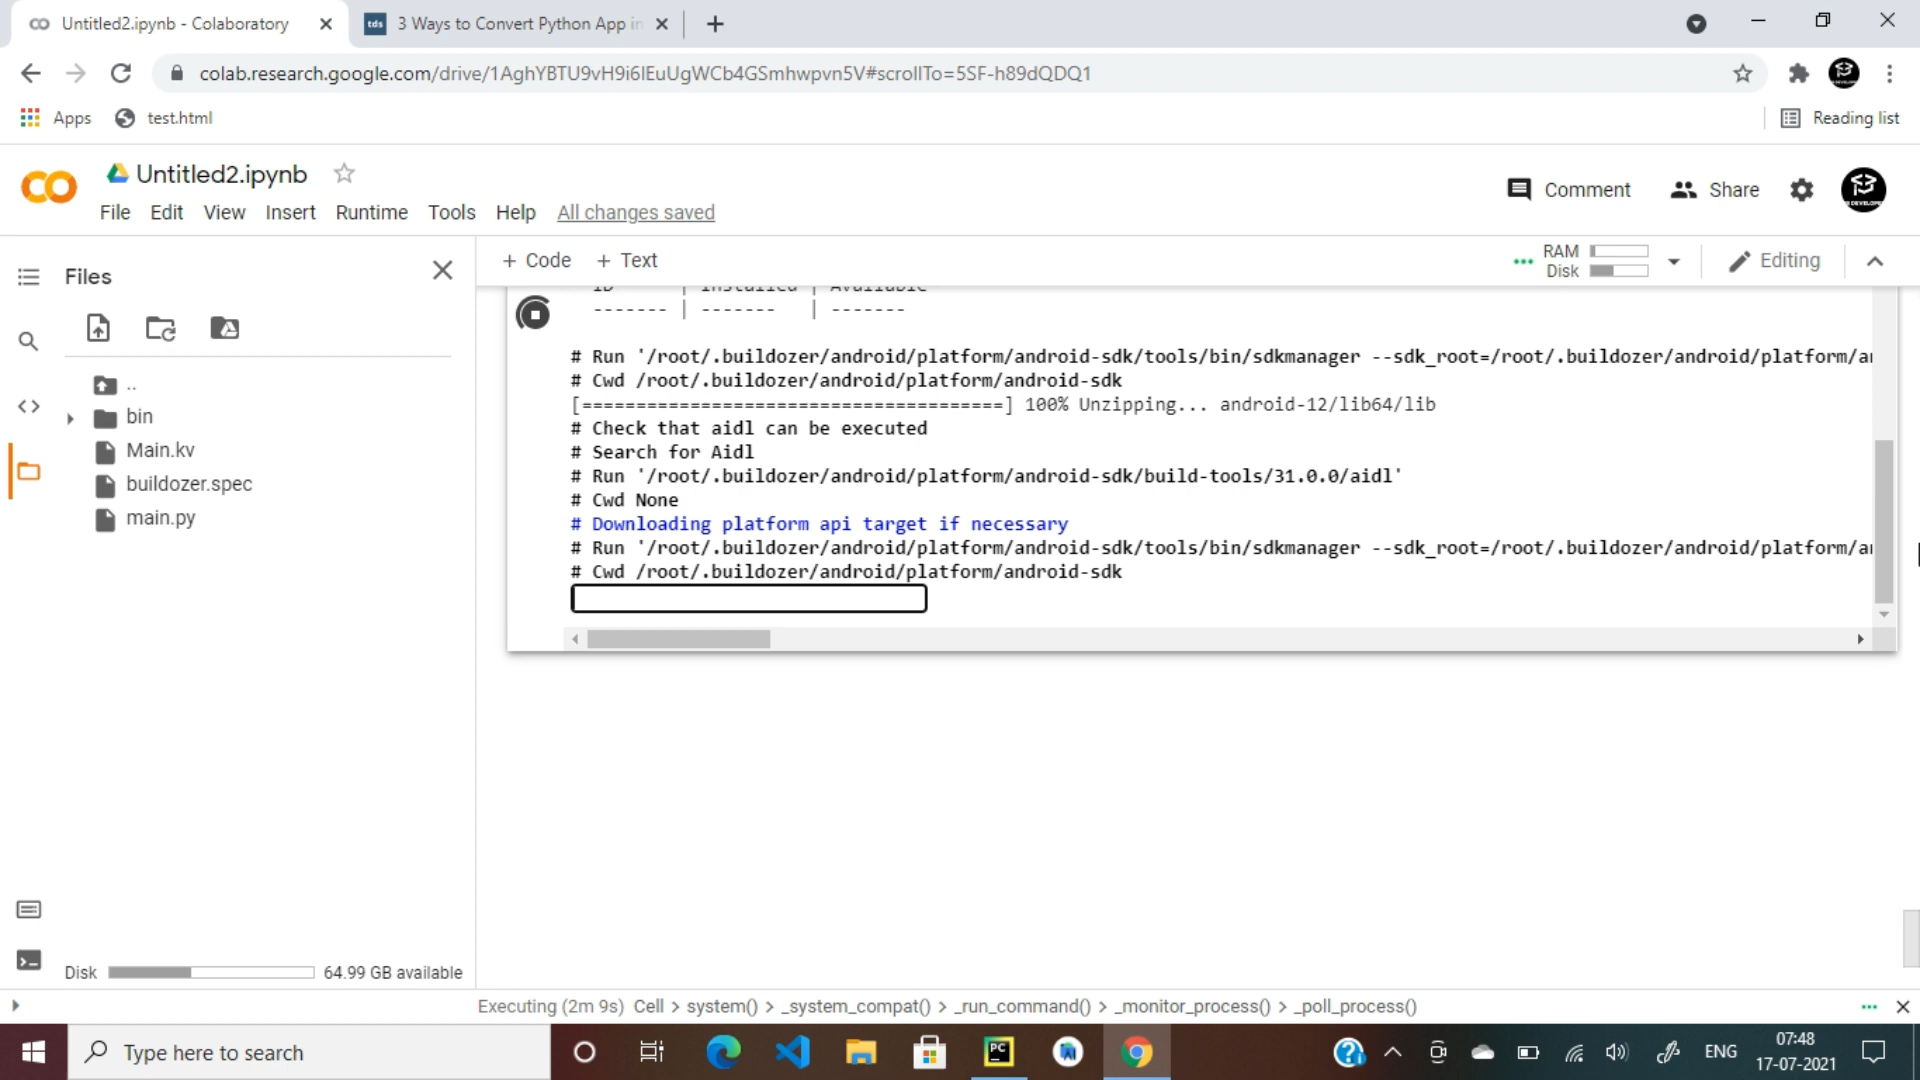 Untitled2.ipynb - Colaboratory
tds 3 Ways to Convert Python App in
colab.research.google.com/drive/1AghYBTU9vH9i6IEuUgWCb4GSmhwpvn5V#scrollTo=5SF-h89dQDQ1
Apps test.html
Reading list
Untitled2.ipynb
File Edit View Insert Runtime Tools Help All changes saved
Comment Share
Files
+ Code + Text
RAM
Disk
Editing
ID | Installed | Available
------- | ------- | -------
# Run '/root/.buildozer/android/platform/android-sdk/tools/bin/sdkmanager --sdk_root=/root/.buildozer/android/platform/a
# Cwd /root/.buildozer/android/platform/android-sdk
[=======================================] 100% Unzipping... android-12/lib64/lib
# Check that aidl can be executed
# Search for Aidl
# Run '/root/.buildozer/android/platform/android-sdk/build-tools/31.0.0/aidl'
# Cwd None
# Downloading platform api target if necessary
# Run '/root/.buildozer/android/platform/android-sdk/tools/bin/sdkmanager --sdk_root=/root/.buildozer/android/platform/a
# Cwd /root/.buildozer/android/platform/android-sdk
..
bin
Main.kv
buildozer.spec
main.py
Disk 64.99 GB available
Executing (2m 9s) Cell > system() > _system_compat() > _run_command() > _monitor_process() > _poll_process()
Type here to search
PC
ENG
07:48
17-07-2021